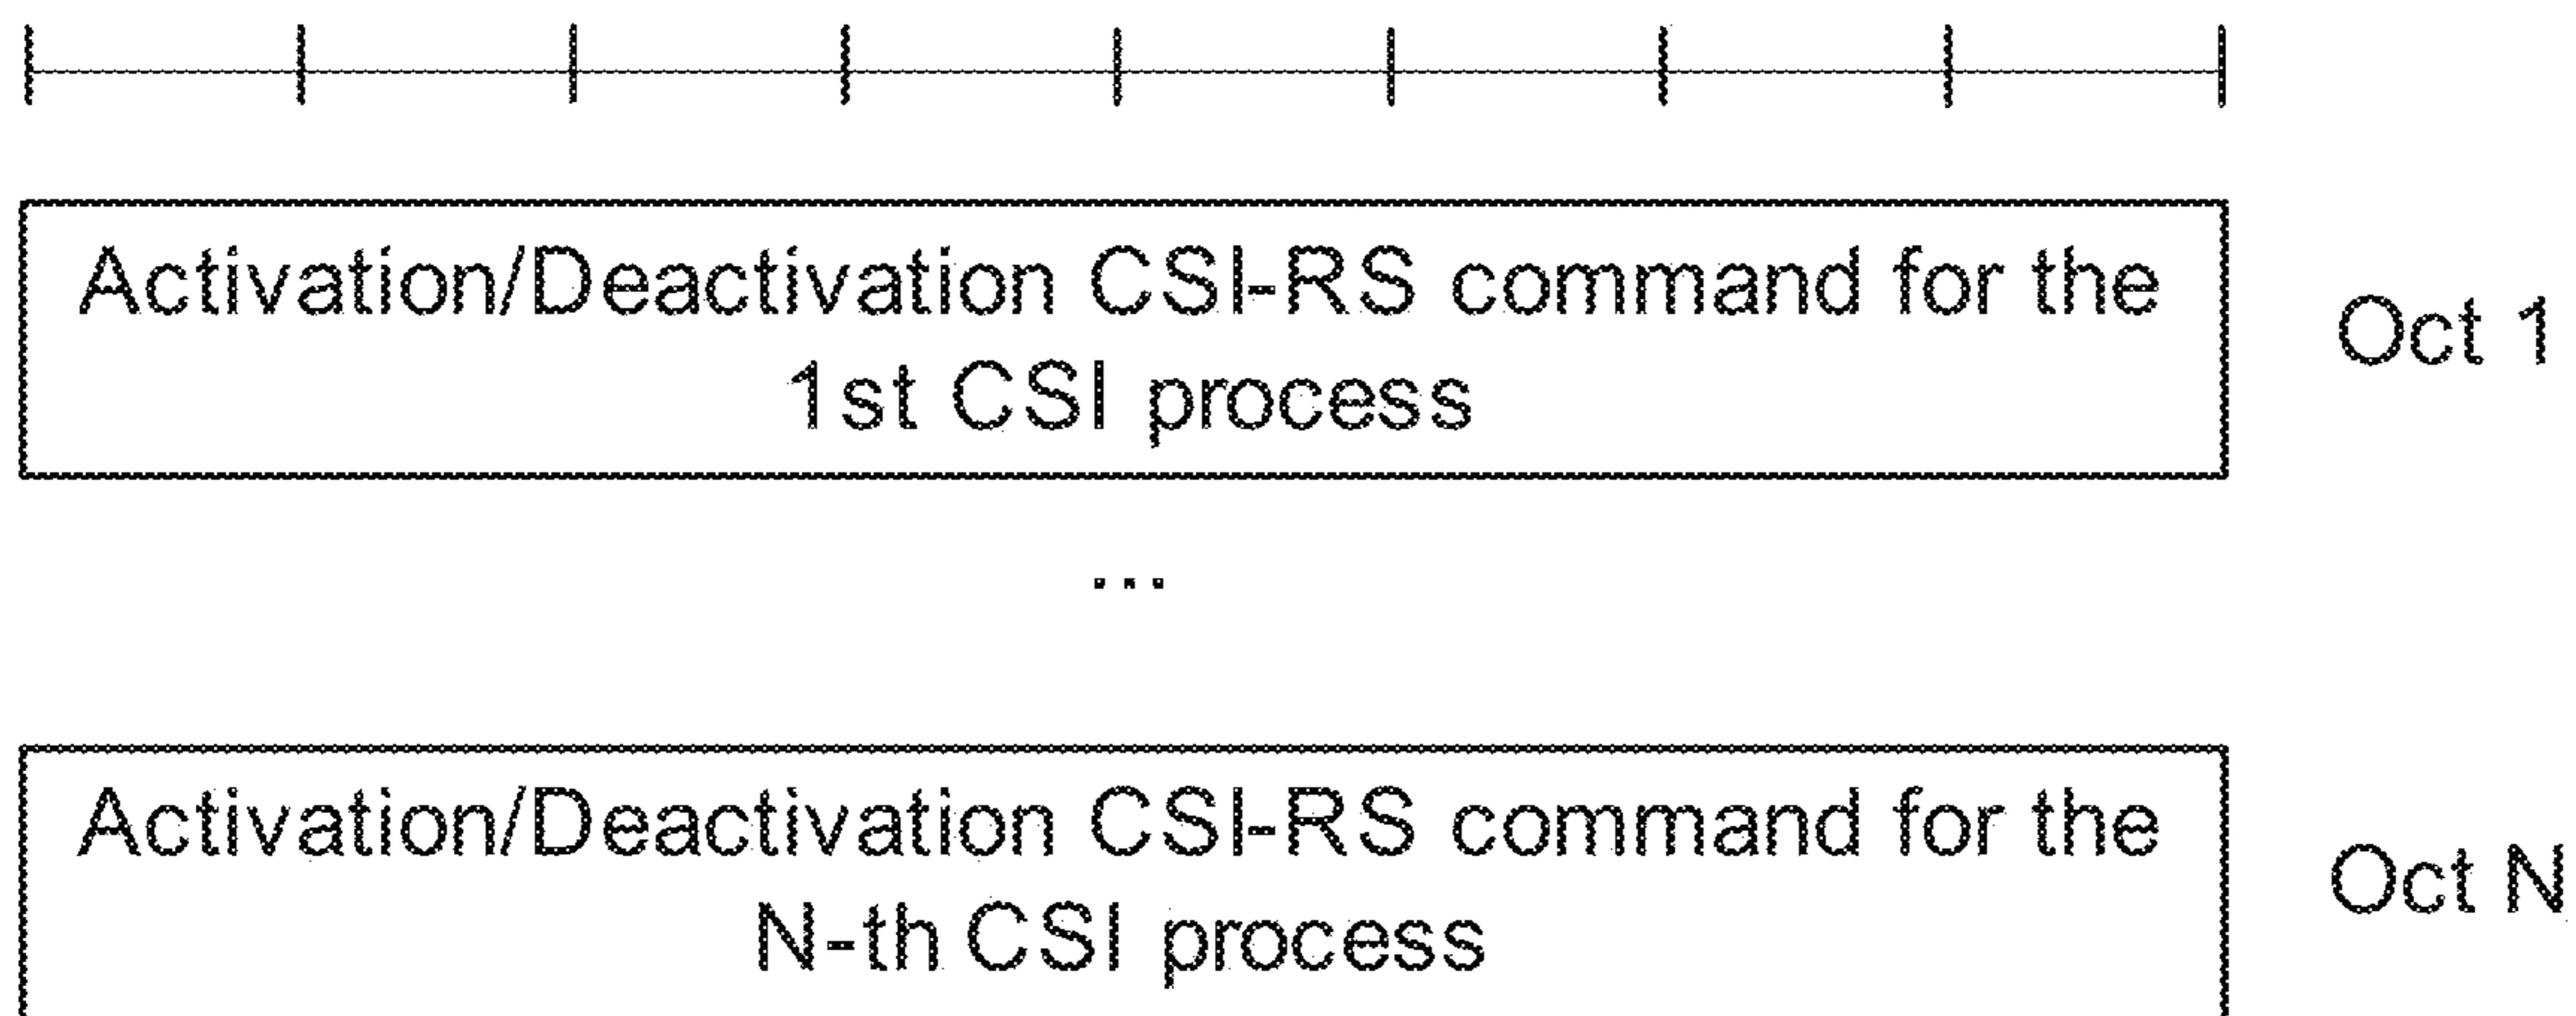 Activation/Deactivation CSI-RS command for the
1st CSI process
Oct 1
...
Activation/Deactivation CSI-RS command for the
N-th CSI process
Oct N